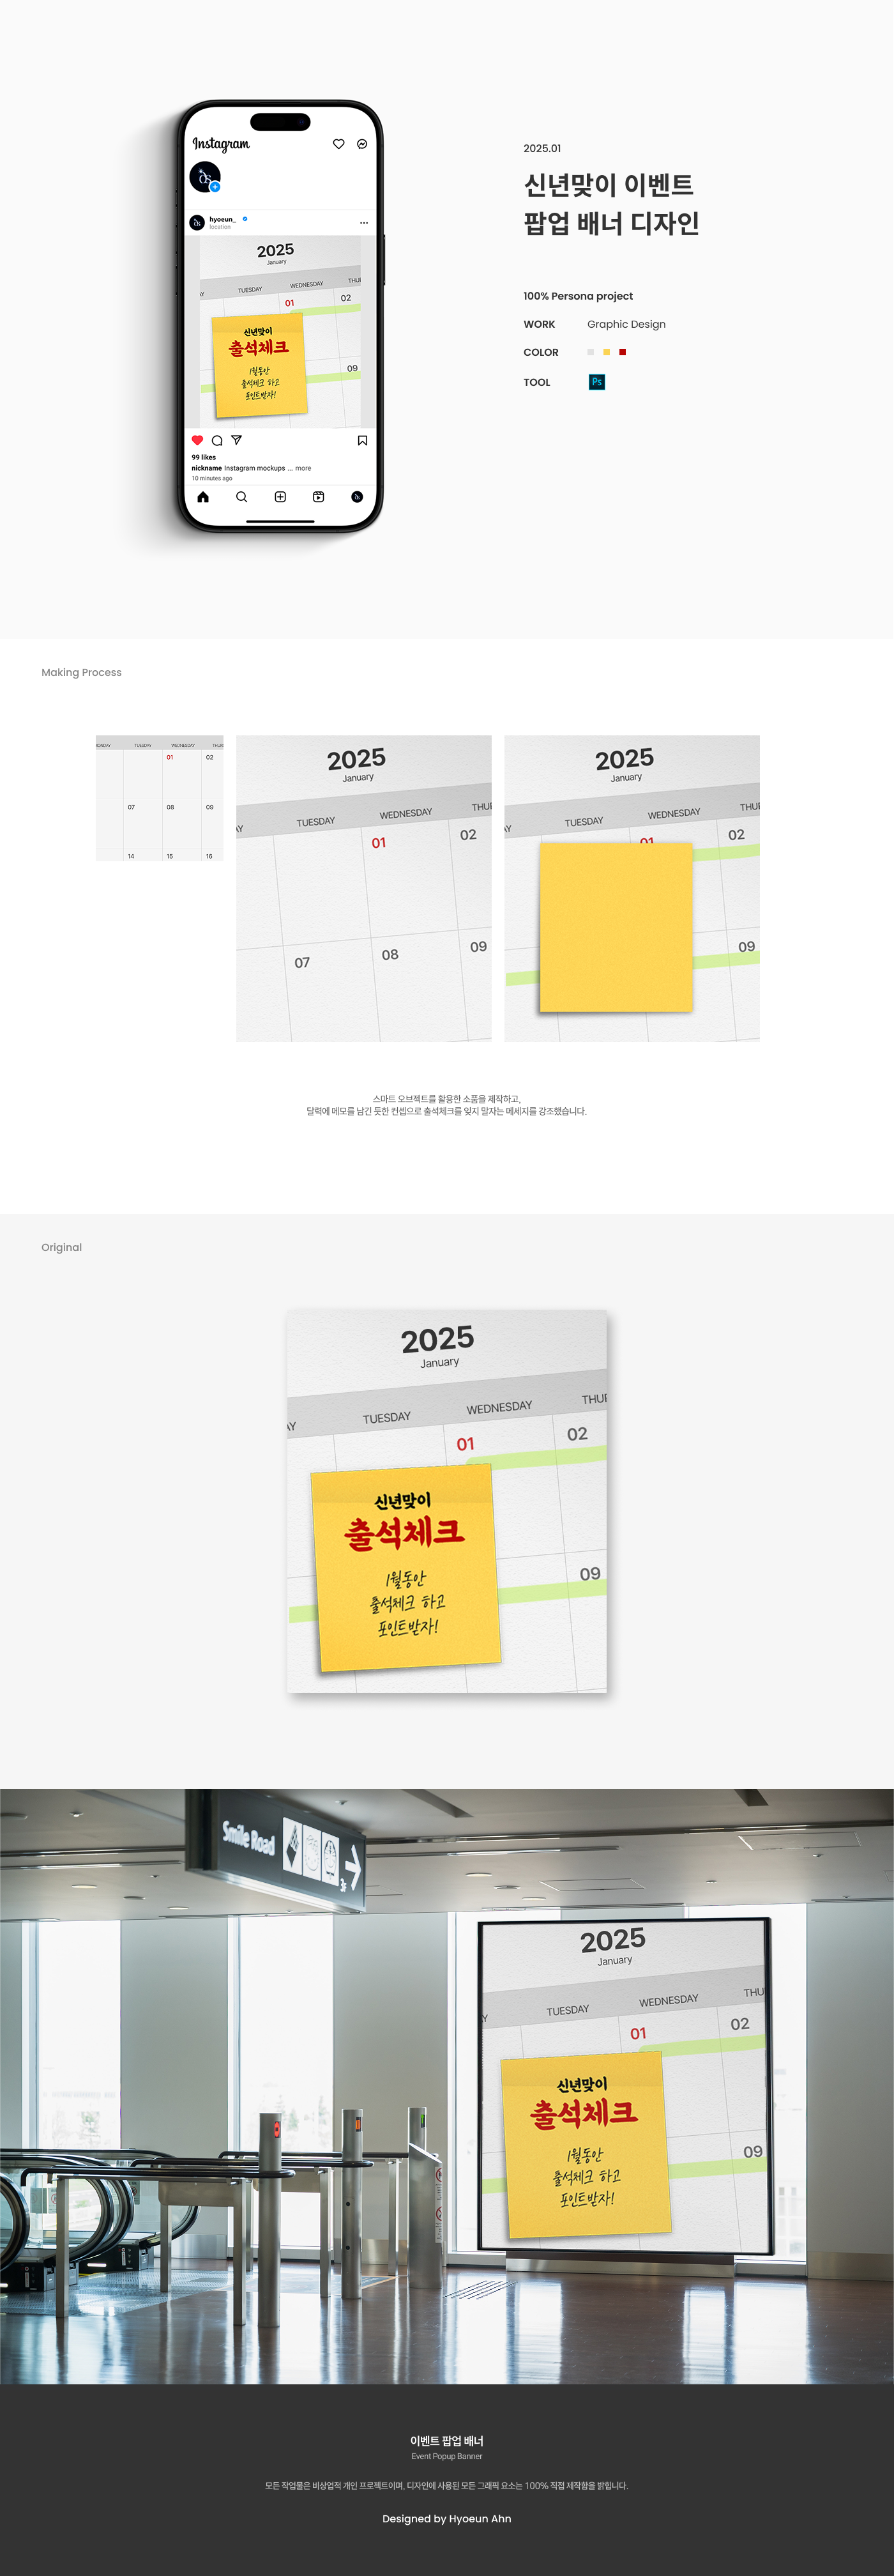 Instagram
hyoeun_
location
2025
January
AY TUESDAY WEDNESDAY THU
01 02
09
신년맞이
출석체크
1월동안
출석체크 하고
포인트받자!
99 likes
nickname Instagram mockups ... more
10 minutes ago
2025.01
신년맞이 이벤트
팝업 배너 디자인
100% Persona project
WORK Graphic Design
COLOR
TOOL Ps
Making Process
MONDAY TUESDAY WEDNESDAY THUR
01 02
07 08 09
14 15 16
2025
January
AY TUESDAY WEDNESDAY THUR
01 02
07 08 09
2025
January
AY TUESDAY WEDNESDAY THU
01 02
09
스마트 오브젝트를 활용한 소품을 제작하고,
달력에 메모를 남긴 듯한 컨셉으로 출석체크를 잊지 말자는 메세지를 강조했습니다.
Original
2025
January
AY TUESDAY WEDNESDAY THU
01 02
09
신년맞이
출석체크
1월동안
출석체크 하고
포인트받자!
Smile Road
3F
2025
January
Y TUESDAY WEDNESDAY THU
01 02
09
신년맞이
출석체크
1월동안
출석체크 하고
포인트받자!
이벤트 팝업 배너
Event Popup Banner
모든 작업물은 비상업적 개인 프로젝트이며, 디자인에 사용된 모든 그래픽 요소는 100% 직접 제작함을 밝힙니다.
Designed by Hyoeun Ahn